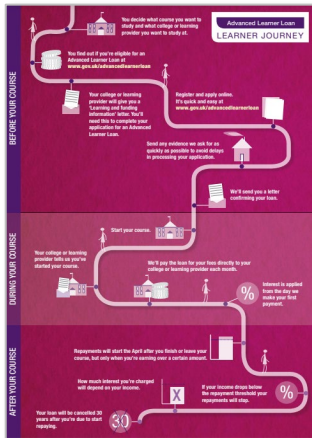 Advanced Learner Loan
LEARNER JOURNEY
BEFORE YOUR COURSE
You decide what course you want to
study and what college or learning
provider you want to study at.
You find out if you're eligible for an
Advanced Learner Loan at
www.gov.uk/advancedlearnerloan
Your college or learning
provider will give you a
'Learning and funding
information' letter. You'll
need this to complete your
application for an Advanced
Learner Loan.
Register and apply online.
It's quick and easy at
www.gov.uk/advancedlearnerloan
Send any evidence we ask for as
quickly as possible to avoid delays
in processing your application.
We'll send you a letter
confirming your loan.
DURING YOUR COURSE
Start your course.
Your college or learning
provider tells us you've
started your course.
We'll pay the loan for your fees directly to your
college or learning provider each month.
%
Interest is applied
from the day we
make your first
payment.
AFTER YOUR COURSE
Repayments will start the April after you finish or leave your
course, but only when you're earning over a certain amount.
How much interest you're charged
will depend on your income.
X
If your income drops below
the repayment threshold your
repayments will stop.
%
Your loan will be cancelled 30
years after you're due to start
repaying.
30